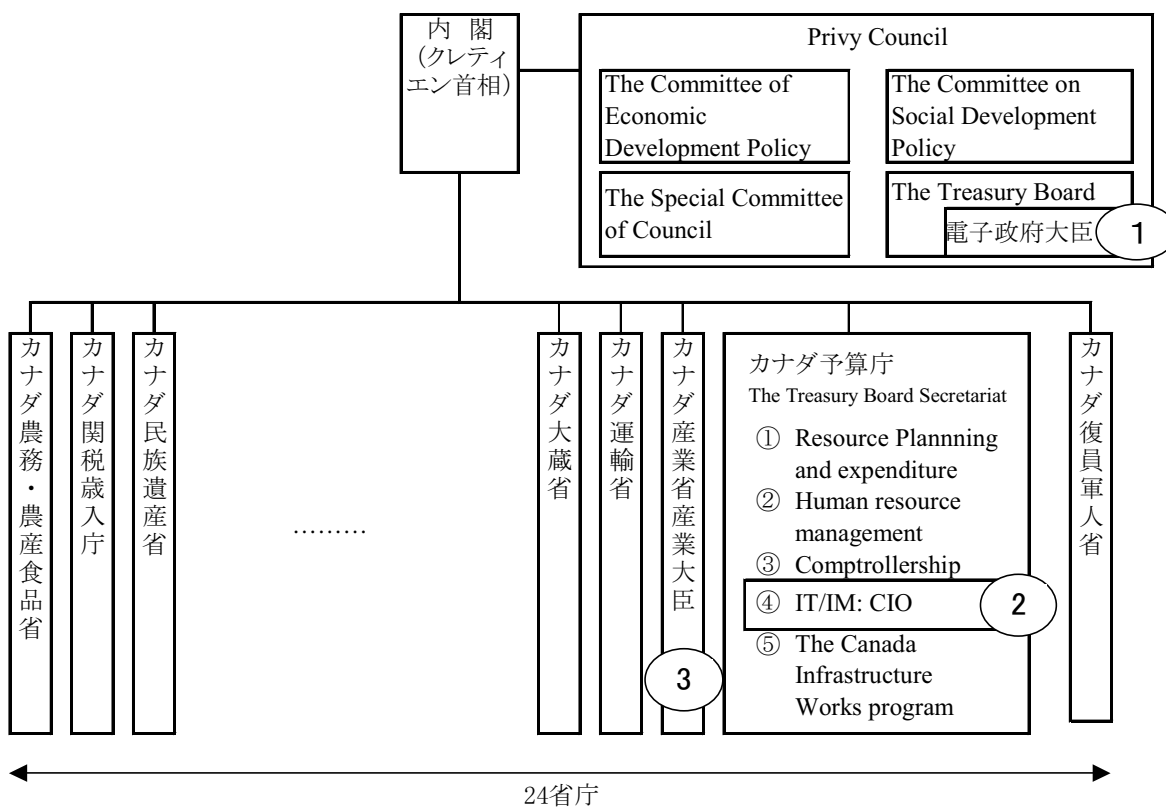 内 閣
(クレティ
エン首相)
Privy Council
The Committee of
Economic
Development Policy
The Committee on
Social Development
Policy
The Special Committee
of Council
The Treasury Board
電子政府大臣
1
カナダ農務・農産食品省
カナダ関税歳入庁
カナダ民族遺産省
………
カナダ大蔵省
カナダ運輸省
カナダ産業省産業大臣
3
カナダ予算庁
The Treasury Board Secretariat
① Resource Plannning
and expenditure
② Human resource
management
③ Comptrollership
④ IT/IM: CIO
2
⑤ The Canada
Infrastructure
Works program
カナダ復員軍人省
24省庁